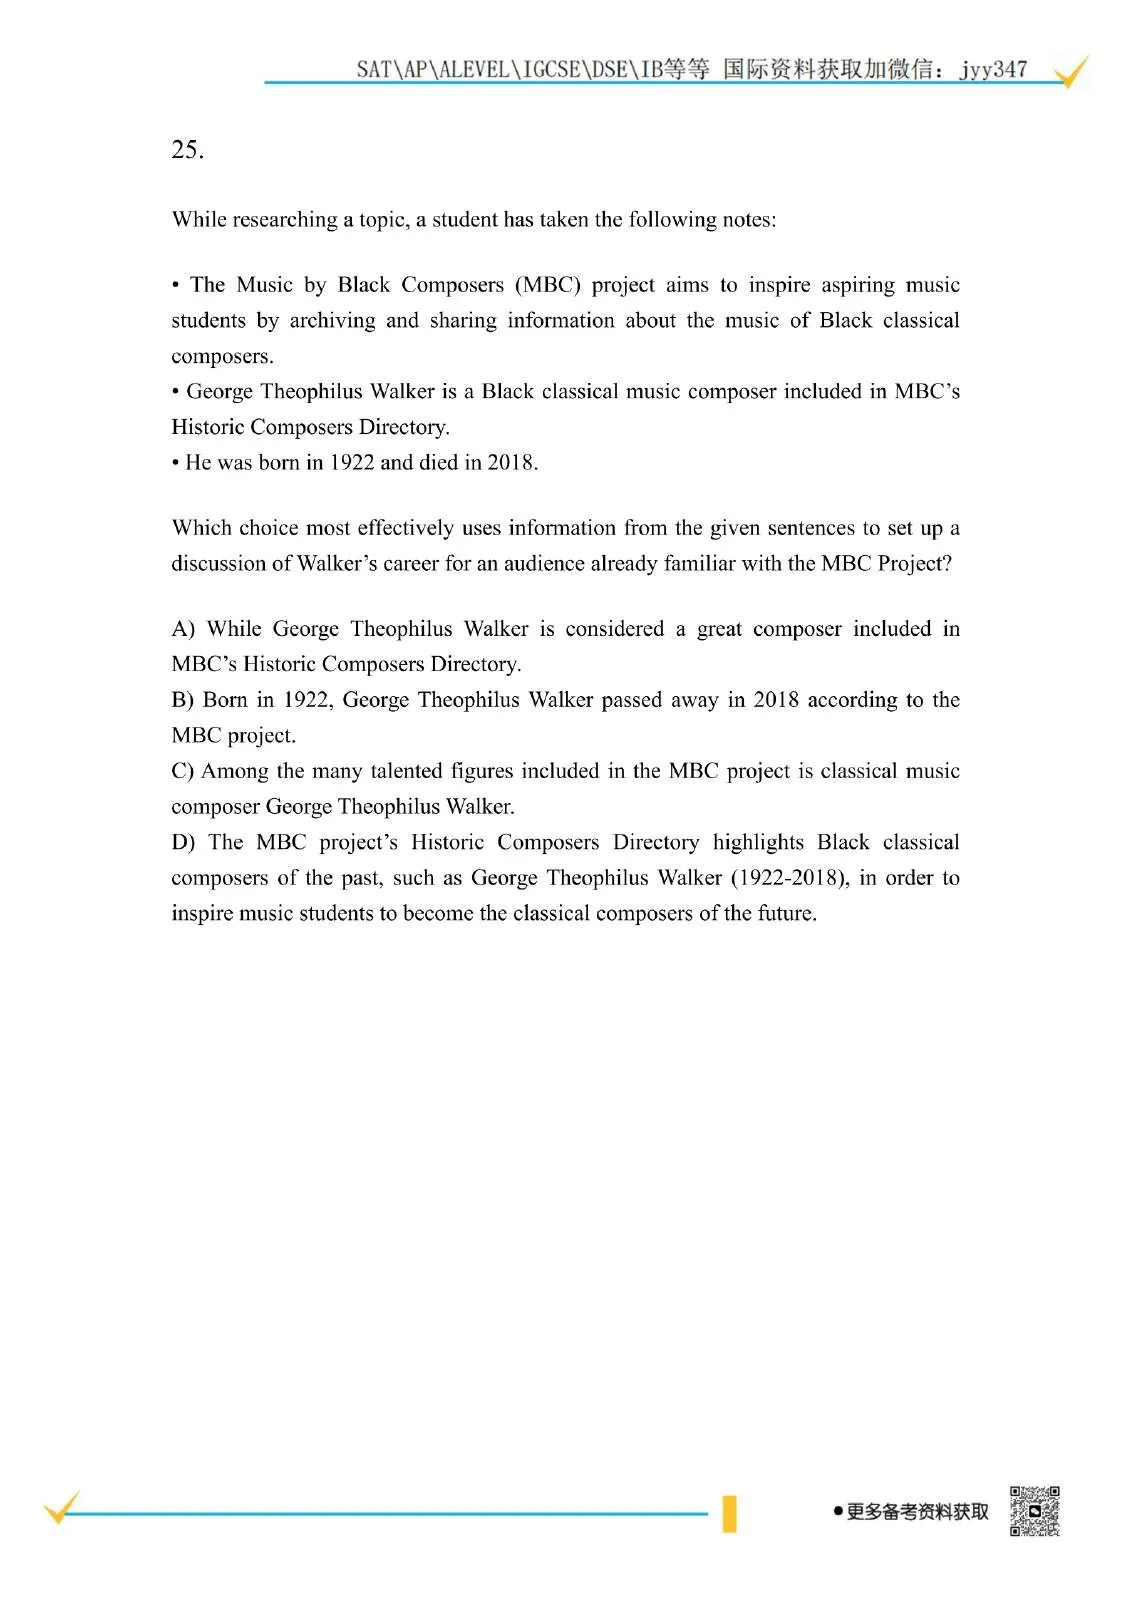 SAT\AP\ALEVEL\IGCSE\DSE\IB等等 国际资料获取加微信：jyy347
25.
While researching a topic, a student has taken the following notes:
• The Music by Black Composers (MBC) project aims to inspire aspiring music
students by archiving and sharing information about the music of Black classical
composers.
• George Theophilus Walker is a Black classical music composer included in MBC’s
Historic Composers Directory.
• He was born in 1922 and died in 2018.
Which choice most effectively uses information from the given sentences to set up a
discussion of Walker’s career for an audience already familiar with the MBC Project?
A) While George Theophilus Walker is considered a great composer included in
MBC’s Historic Composers Directory.
B) Born in 1922, George Theophilus Walker passed away in 2018 according to the
MBC project.
C) Among the many talented figures included in the MBC project is classical music
composer George Theophilus Walker.
D) The MBC project’s Historic Composers Directory highlights Black classical
composers of the past, such as George Theophilus Walker (1922-2018), in order to
inspire music students to become the classical composers of the future.
●更多备考资料获取